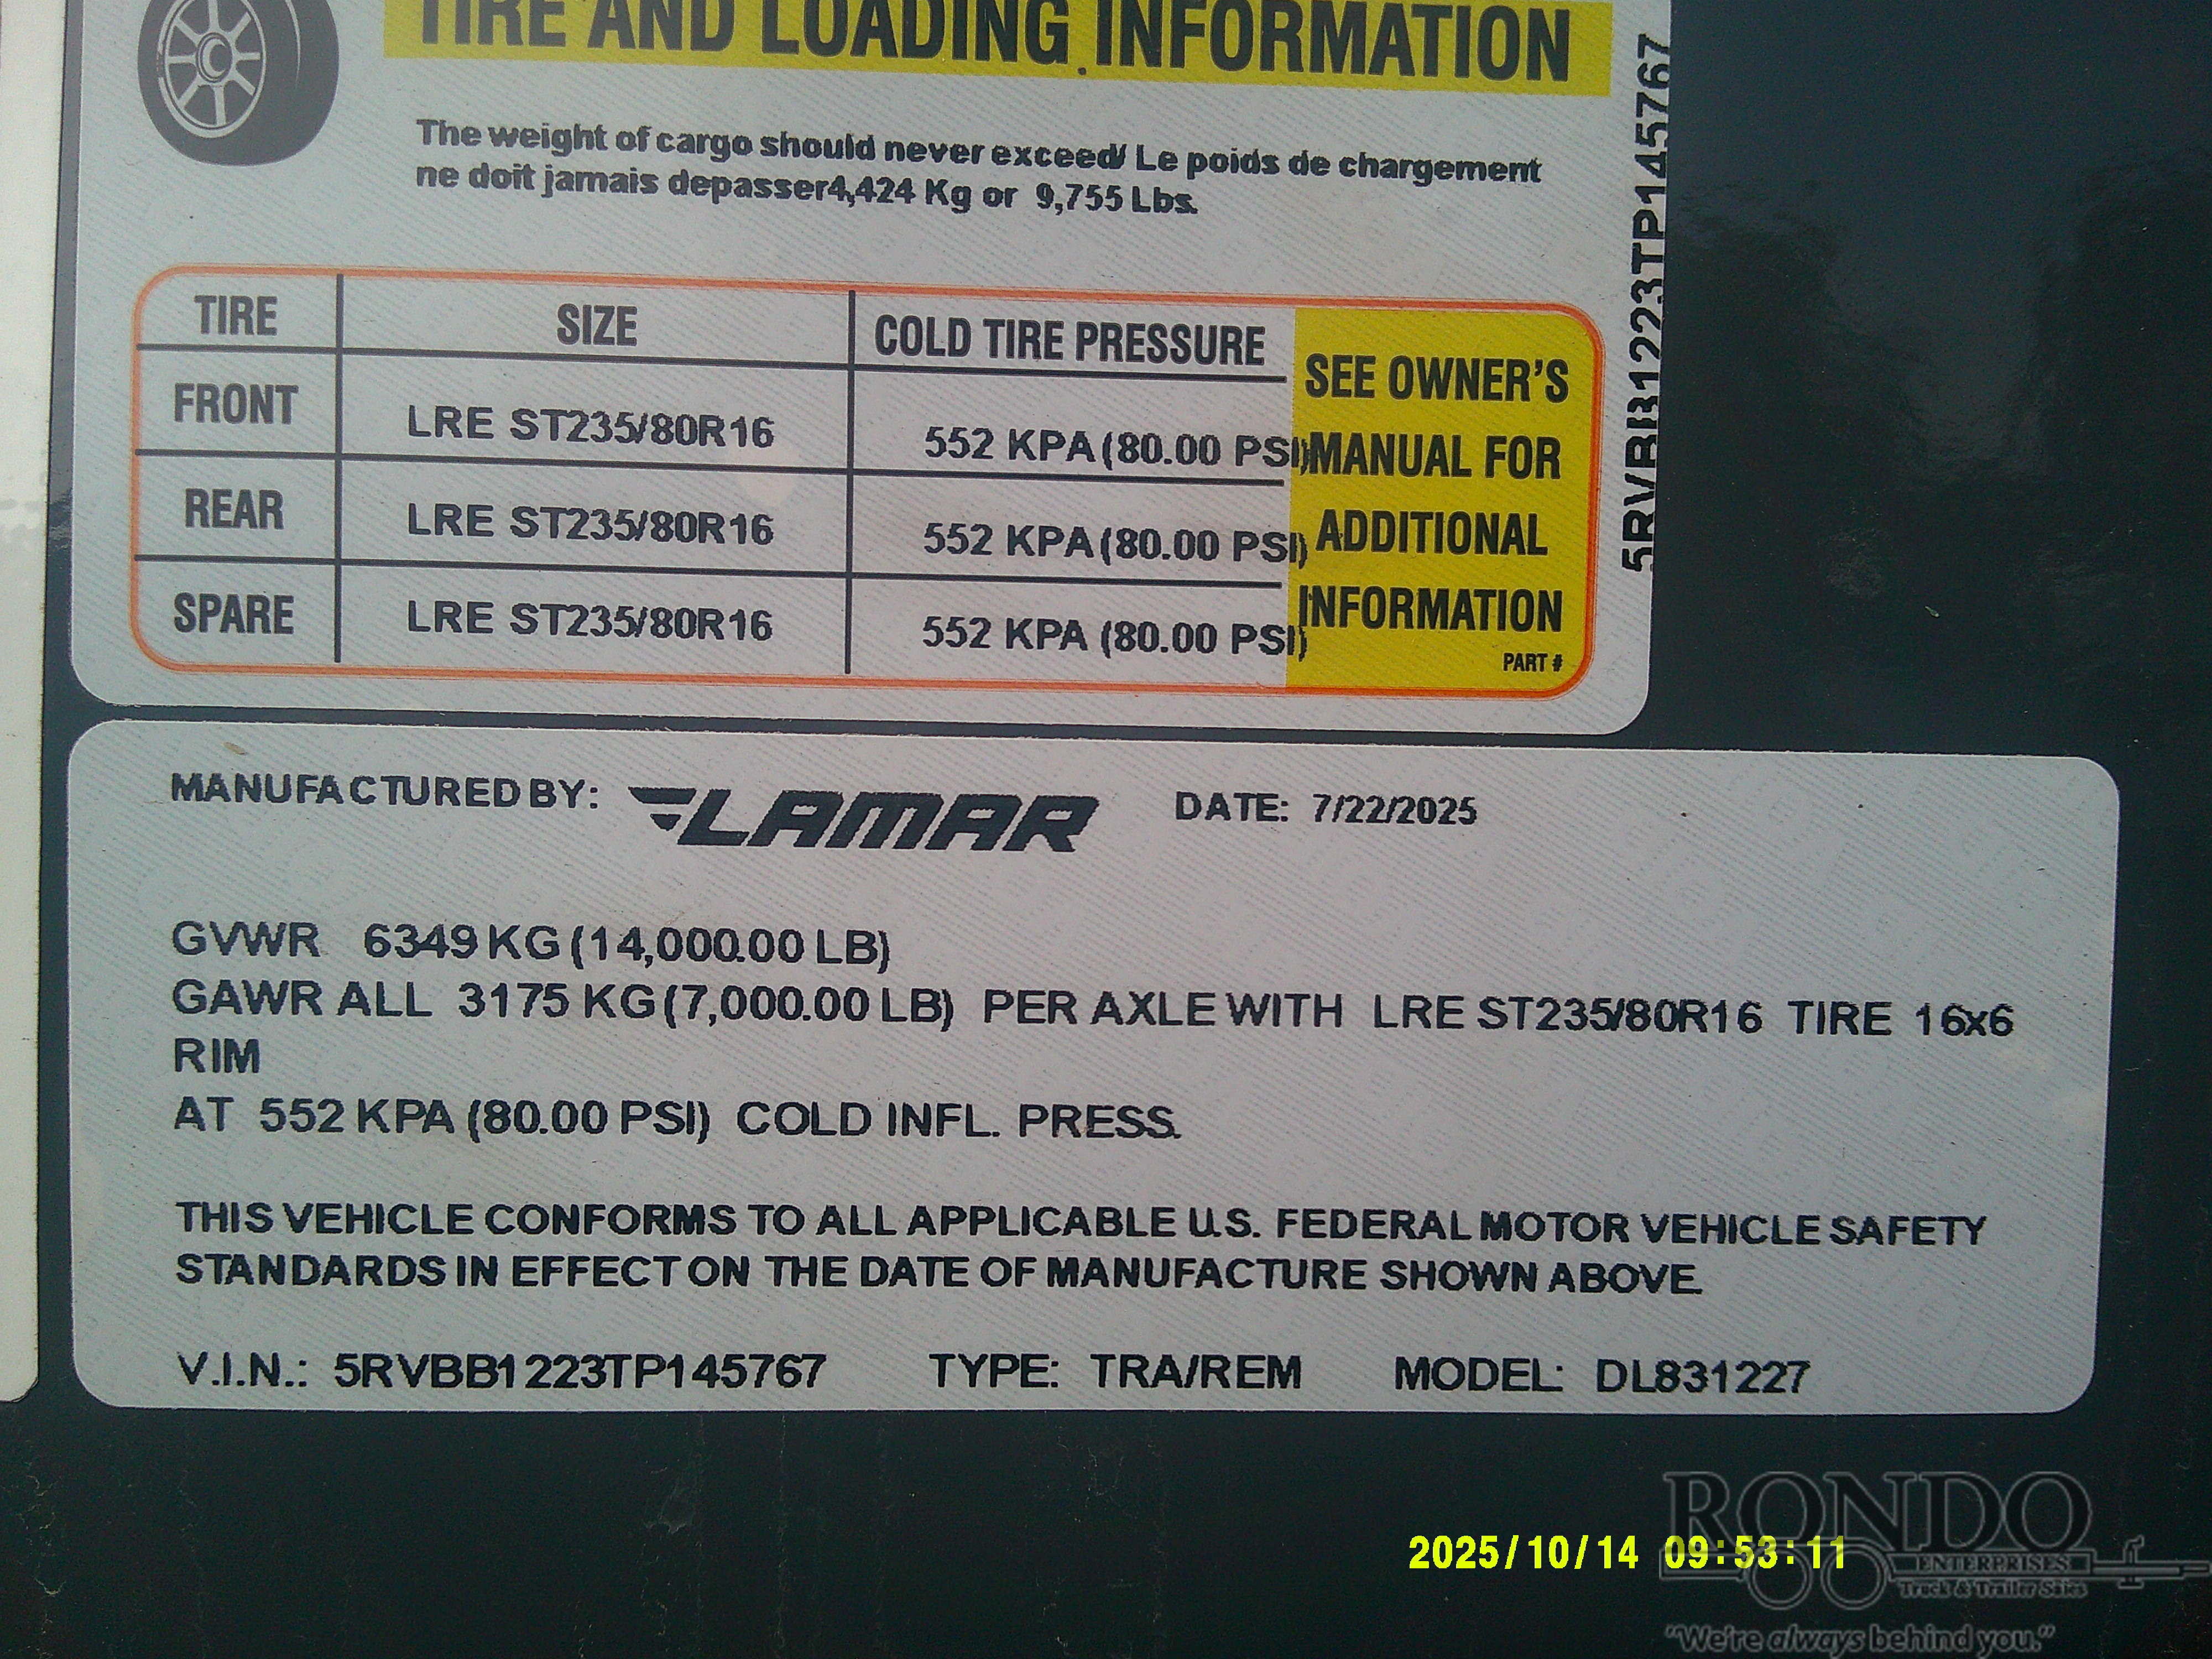 TIRE AND LOADING INFORMATION
The weight of cargo should never exceed/ Le poids de chargement
ne doit jamais depasser4,424 Kg or 9,755 Lbs.
TIRE SIZE COLD TIRE PRESSURE
FRONT LRE ST235/80R16 552 KPA (80.00 PSI)
REAR LRE ST235/80R16 552 KPA (80.00 PSI)
SPARE LRE ST235/80R16 552 KPA (80.00 PSI)
SEE OWNER'S
MANUAL FOR
ADDITIONAL
INFORMATION
PART #
5RVBB1223TP145767
MANUFACTURED BY: LAMAR DATE: 7/22/2025
GVWR 6349 KG (14,000.00 LB)
GAWR ALL 3175 KG (7,000.00 LB) PER AXLE WITH LRE ST235/80R16 TIRE 16x6
RIM
AT 552 KPA (80.00 PSI) COLD INFL. PRESS.
THIS VEHICLE CONFORMS TO ALL APPLICABLE U.S. FEDERAL MOTOR VEHICLE SAFETY
STANDARDS IN EFFECT ON THE DATE OF MANUFACTURE SHOWN ABOVE.
V.I.N.: 5RVBB1223TP145767 TYPE: TRA/REM MODEL: DL831227
2025/10/14 09:53:11
RONDO
ENTERPRISES
Truck & Trailer Sales
"We're always behind you."